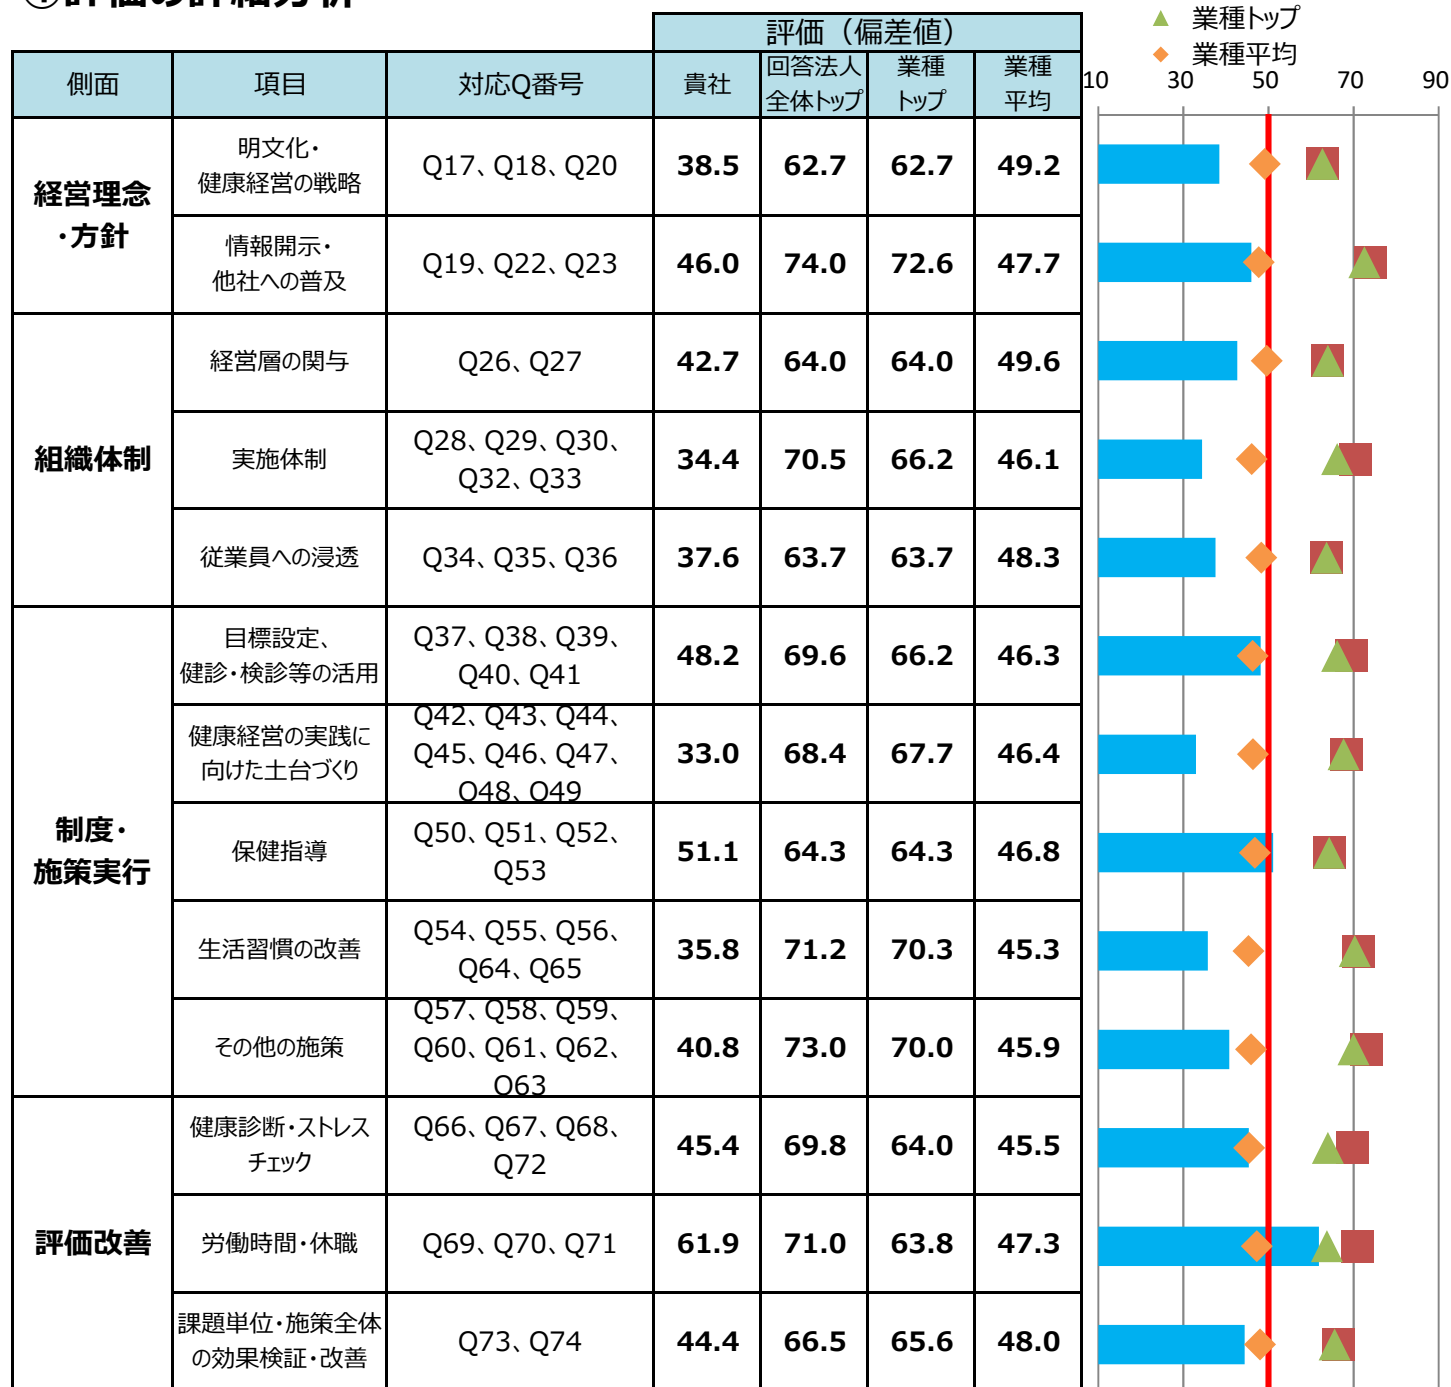 ①評価の詳細分析
▲ 業種トップ
◆ 業種平均
評価（偏差値）
側面 項目 対応Q番号 貴社 回答法人全体トップ 業種トップ 業種平均
10 30 50 70 90
経営理念・方針
明文化・健康経営の戦略 Q17、Q18、Q20 38.5 62.7 62.7 49.2
情報開示・他社への普及 Q19、Q22、Q23 46.0 74.0 72.6 47.7
組織体制
経営層の関与 Q26、Q27 42.7 64.0 64.0 49.6
実施体制 Q28、Q29、Q30、Q32、Q33 34.4 70.5 66.2 46.1
従業員への浸透 Q34、Q35、Q36 37.6 63.7 63.7 48.3
制度・施策実行
目標設定、健診・検診等の活用 Q37、Q38、Q39、Q40、Q41 48.2 69.6 66.2 46.3
健康経営の実践に向けた土台づくり Q42、Q43、Q44、Q45、Q46、Q47、Q48、Q49 33.0 68.4 67.7 46.4
保健指導 Q50、Q51、Q52、Q53 51.1 64.3 64.3 46.8
生活習慣の改善 Q54、Q55、Q56、Q64、Q65 35.8 71.2 70.3 45.3
その他の施策 Q57、Q58、Q59、Q60、Q61、Q62、Q63 40.8 73.0 70.0 45.9
評価改善
健康診断・ストレスチェック Q66、Q67、Q68、Q72 45.4 69.8 64.0 45.5
労働時間・休職 Q69、Q70、Q71 61.9 71.0 63.8 47.3
課題単位・施策全体の効果検証・改善 Q73、Q74 44.4 66.5 65.6 48.0